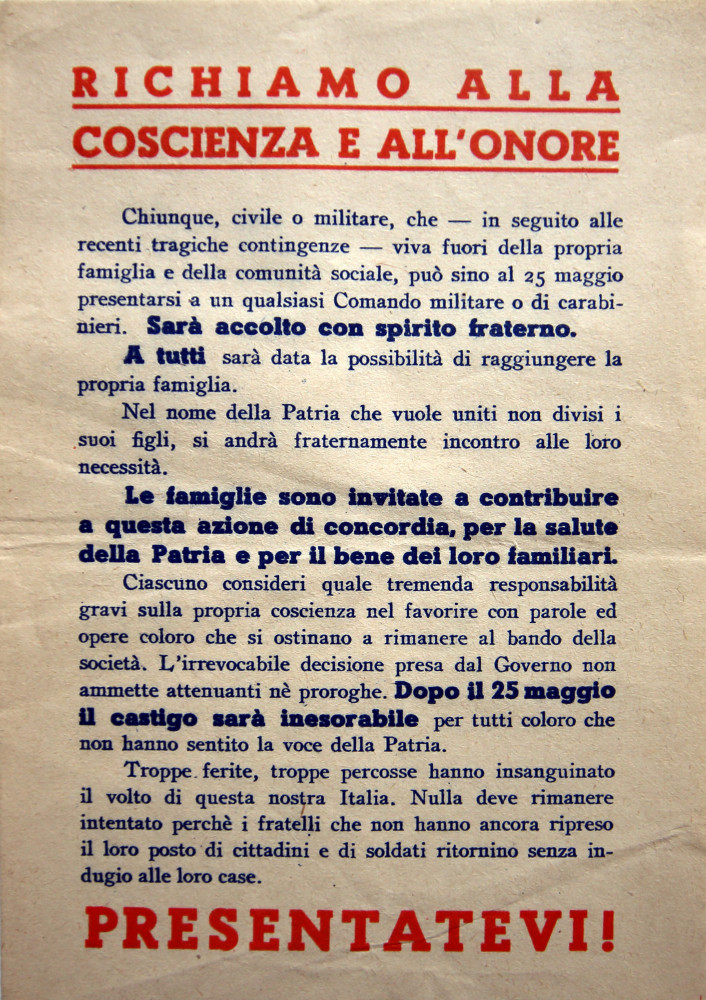 RICHIAMO ALLA
COSCIENZA E ALL'ONORE
Chiunque, civile o militare, che — in seguito alle
recenti tragiche contingenze — viva fuori della propria
famiglia e della comunità sociale, può sino al 25 maggio
presentarsi a un qualsiasi Comando militare o di carabi-
nieri. Sarà accolto con spirito fraterno.
A tutti sarà data la possibilità di raggiungere la
propria famiglia.
Nel nome della Patria che vuole uniti non divisi i
suoi figli, si andrà fraternamente incontro alle loro
necessità.
Le famiglie sono invitate a contribuire
a questa azione di concordia, per la salute
della Patria e per il bene dei loro familiari.
Ciascuno consideri quale tremenda responsabilità
gravi sulla propria coscienza nel favorire con parole ed
opere coloro che si ostinano a rimanere al bando della
società. L'irrevocabile decisione presa dal Governo non
ammette attenuanti nè proroghe. Dopo il 25 maggio
il castigo sarà inesorabile per tutti coloro che
non hanno sentito la voce della Patria.
Troppe ferite, troppe percosse hanno insanguinato
il volto di questa nostra Italia. Nulla deve rimanere
intentato perchè i fratelli che non hanno ancora ripreso
il loro posto di cittadini e di soldati ritornino senza in-
dugio alle loro case.
PRESENTATEVI!